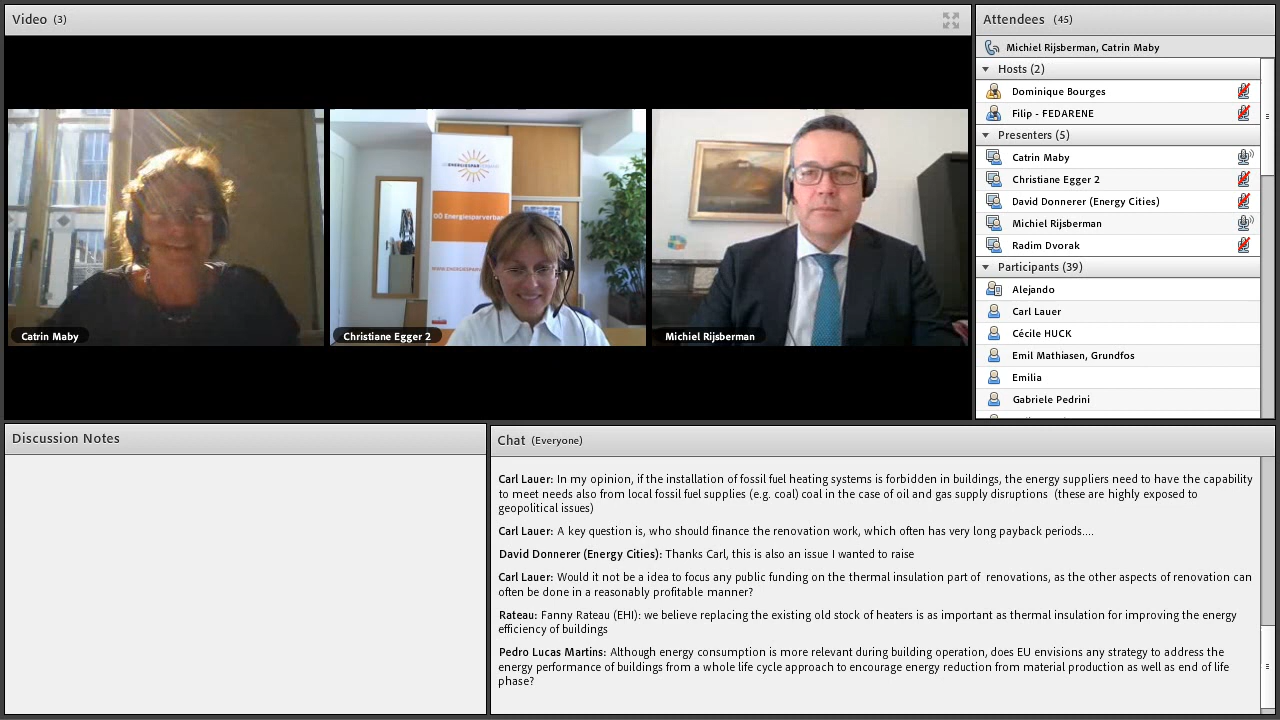 Video (3)
Catrin Maby
ENERGIESPAR
OÖ Energiesparverban
WWW.ENERGIESPARV
Christiane Egger 2
Michiel Rijsberman
Attendees (45)
Michiel Rijsberman, Catrin Maby
Hosts (2)
Dominique Bourges
Filip - FEDARENE
Presenters (5)
Catrin Maby
Christiane Egger 2
David Donnerer (Energy Cities)
Michiel Rijsberman
Radim Dvorak
Participants (39)
Alejando
Carl Lauer
Cécile HUCK
Emil Mathiasen, Grundfos
Emilia
Gabriele Pedrini
Discussion Notes
Chat (Everyone)
Carl Lauer: In my opinion, if the installation of fossil fuel heating systems is forbidden in buildings, the energy suppliers need to have the capability
to meet needs also from local fossil fuel supplies (e.g. coal) coal in the case of oil and gas supply disruptions (these are highly exposed to
geopolitical issues)
Carl Lauer: A key question is, who should finance the renovation work, which often has very long payback periods....
David Donnerer (Energy Cities): Thanks Carl, this is also an issue I wanted to raise
Carl Lauer: Would it not be a idea to focus any public funding on the thermal insulation part of renovations, as the other aspects of renovation can
often be done in a reasonably profitable manner?
Rateau: Fanny Rateau (EHI): we believe replacing the existing old stock of heaters is as important as thermal insulation for improving the energy
efficiency of buildings
Pedro Lucas Martins: Although energy consumption is more relevant during building operation, does EU envisions any strategy to address the
energy performance of buildings from a whole life cycle approach to encourage energy reduction from material production as well as end of life
phase?